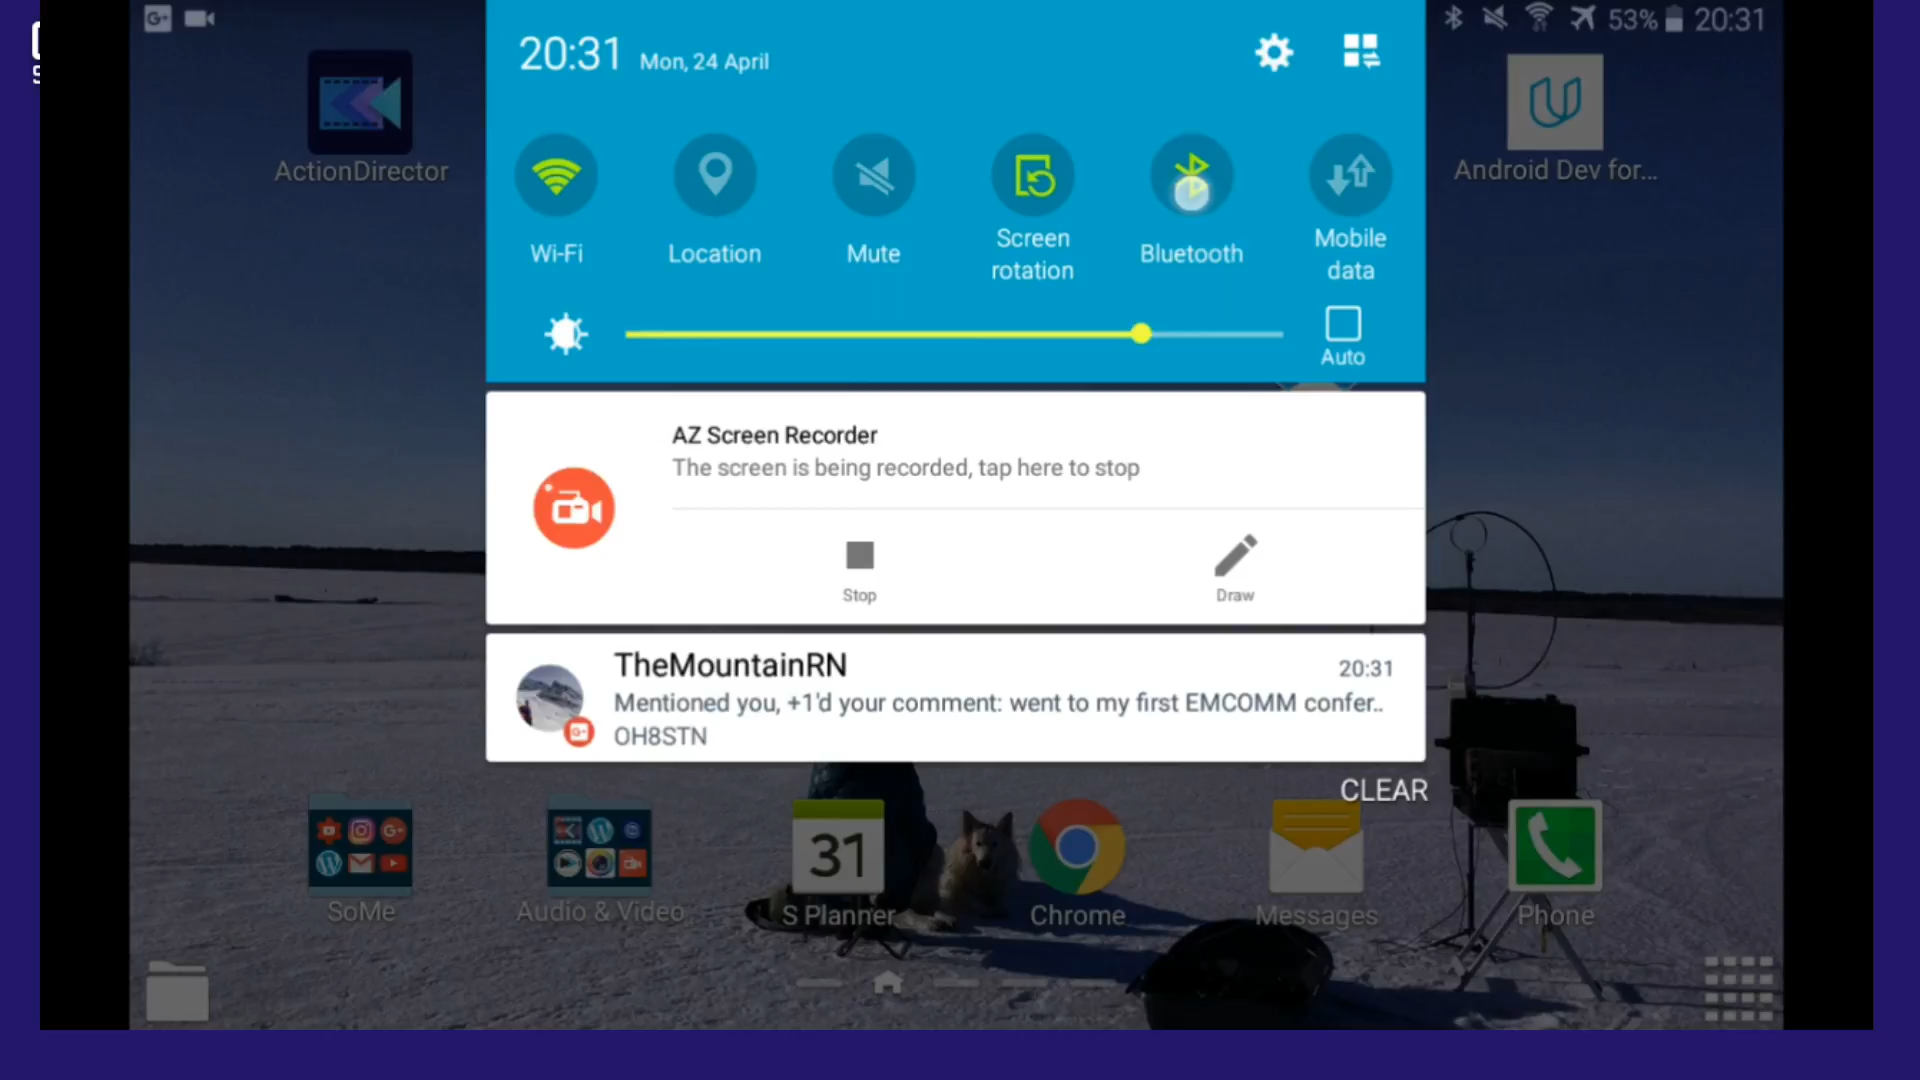 53% 20:31
20:31 Mon, 24 April
ActionDirector
Android Dev for...
Wi-Fi
Location
Mute
Screen
rotation
Bluetooth
Mobile
data
Auto
AZ Screen Recorder
The screen is being recorded, tap here to stop
Stop
Draw
TheMountainRN
20:31
Mentioned you, +1'd your comment: went to my first EMCOMM confer..
OH8STN
CLEAR
31
SoMe
Audio & Video
S Planner
Chrome
Messages
Phone